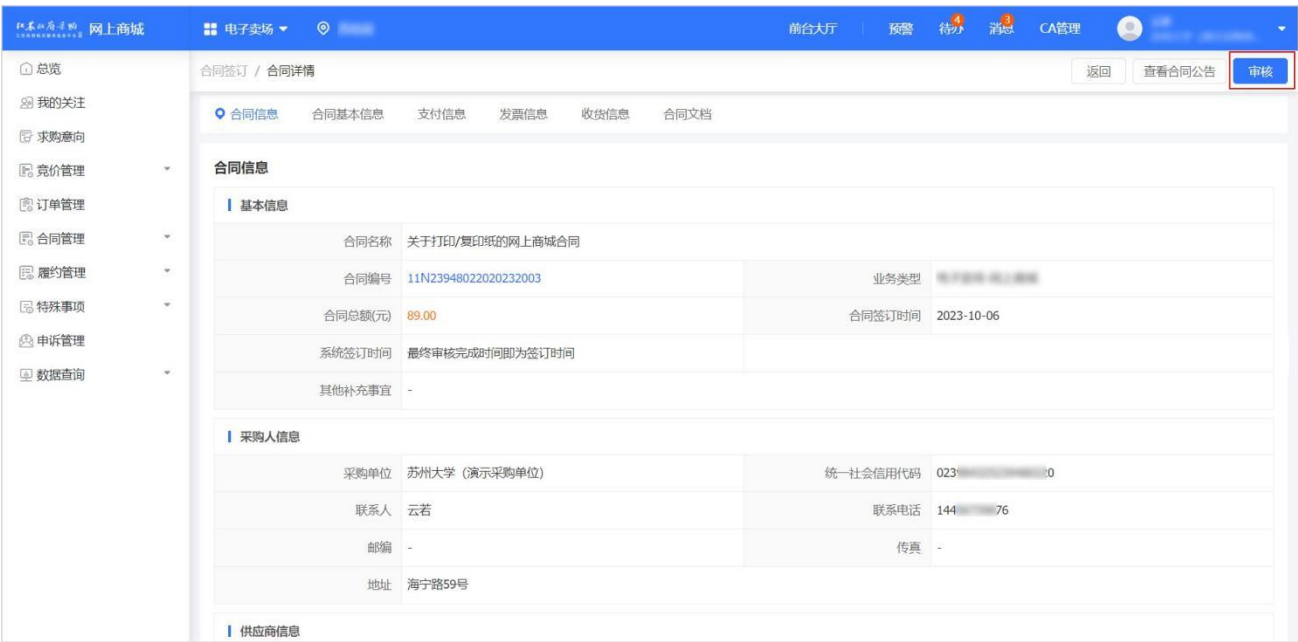 网上商城 电子卖场 前台大厅 预警 待办 4 消息 3 CA管理
总览
我的关注
求购意向
竞价管理
订单管理
合同管理
履约管理
特殊事项
申诉管理
数据查询
合同签订 / 合同详情 返回 查看合同公告 审核
合同信息 合同基本信息 支付信息 发票信息 收货信息 合同文档
合同信息
基本信息
合同名称 关于打印/复印纸的网上商城合同
合同编号 11N23948022020232003 业务类型
合同总额(元) 89.00 合同签订时间 2023-10-06
系统签订时间 最终审核完成时间即为签订时间
其他补充事宜 -
采购人信息
采购单位 苏州大学（演示采购单位） 统一社会信用代码 023 0
联系人 云若 联系电话 144 76
邮编 - 传真 -
地址 海宁路59号
供应商信息